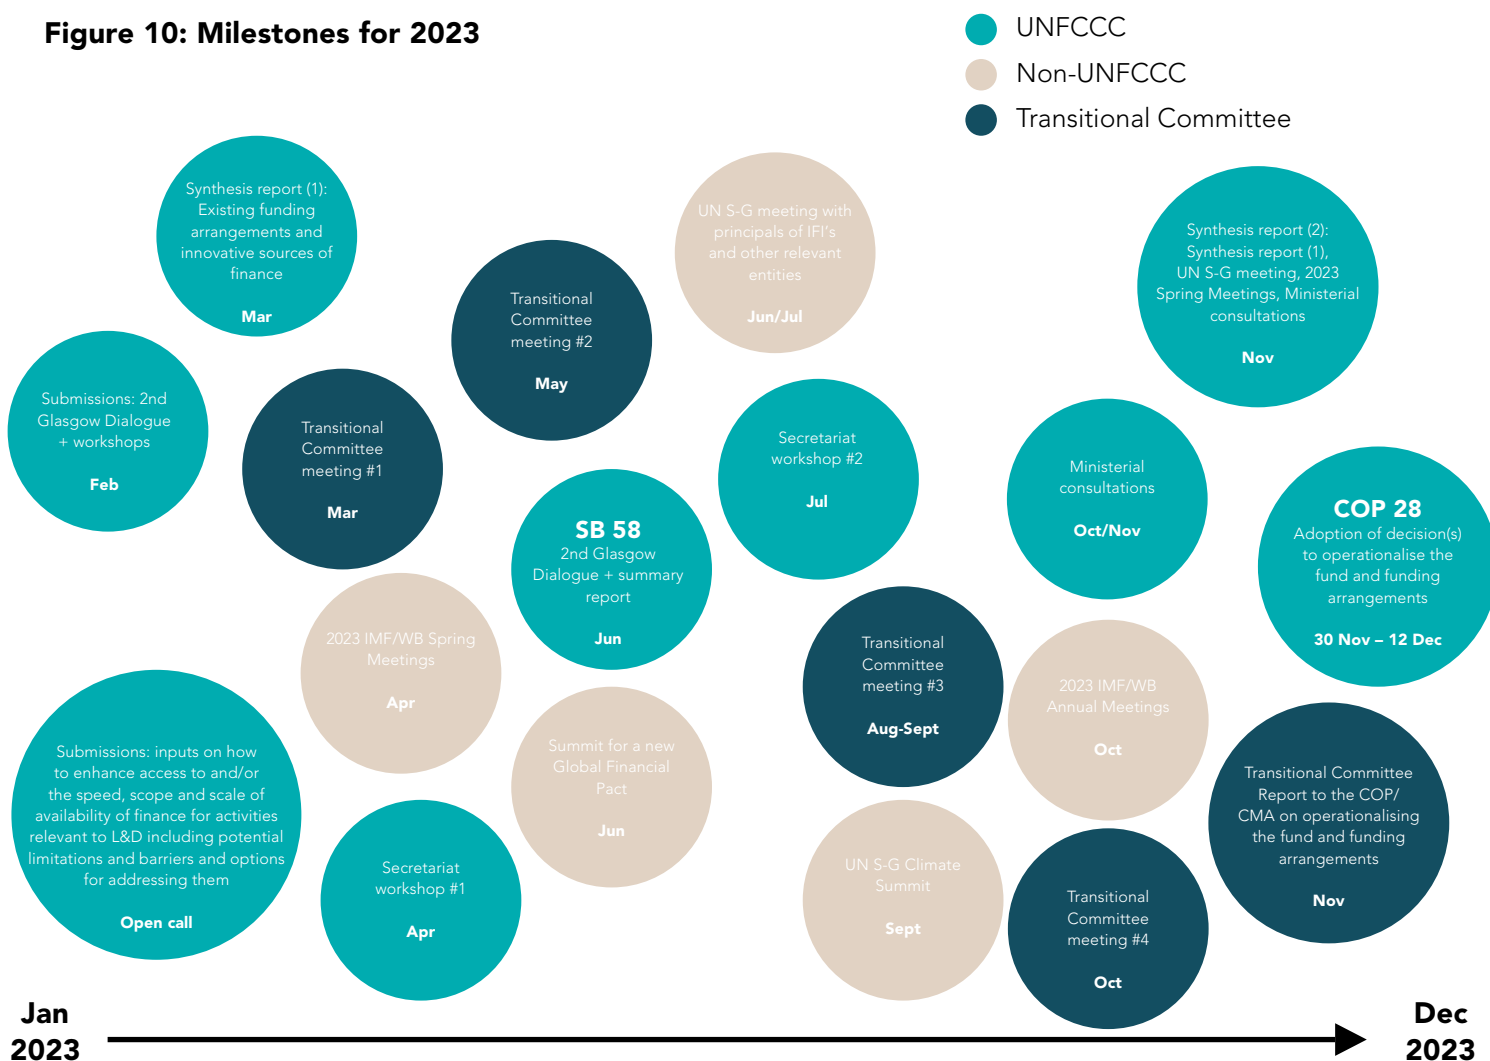 Figure 10: Milestones for 2023
UNFCCC
Non-UNFCCC
Transitional Committee
Synthesis report (1):
Existing funding
arrangements and
innovative sources of
finance
Mar
Submissions: 2nd
Glasgow Dialogue
+ workshops
Feb
Transitional
Committee
meeting #1
Mar
Transitional
Committee
meeting #2
May
UN S-G meeting with
principals of IFI's
and other relevant
entities
Jun/Jul
Synthesis report (2):
Synthesis report (1),
UN S-G meeting, 2023
Spring Meetings, Ministerial
consultations
Nov
Secretariat
workshop #2
Jul
Ministerial
consultations
Oct/Nov
COP 28
Adoption of decision(s)
to operationalise the
fund and funding
arrangements
30 Nov – 12 Dec
SB 58
2nd Glasgow
Dialogue + summary
report
Jun
2023 IMF/WB Spring
Meetings
Apr
Transitional
Committee
meeting #3
Aug-Sept
2023 IMF/WB
Annual Meetings
Oct
Submissions: inputs on how
to enhance access to and/or
the speed, scope and scale of
availability of finance for activities
relevant to L&D including potential
limitations and barriers and options
for addressing them
Open call
Summit for a new
Global Financial
Pact
Jun
Transitional Committee
Report to the COP/
CMA on operationalising
the fund and funding
arrangements
Nov
Secretariat
workshop #1
Apr
UN S-G Climate
Summit
Sept
Transitional
Committee
meeting #4
Oct
Jan
2023
Dec
2023